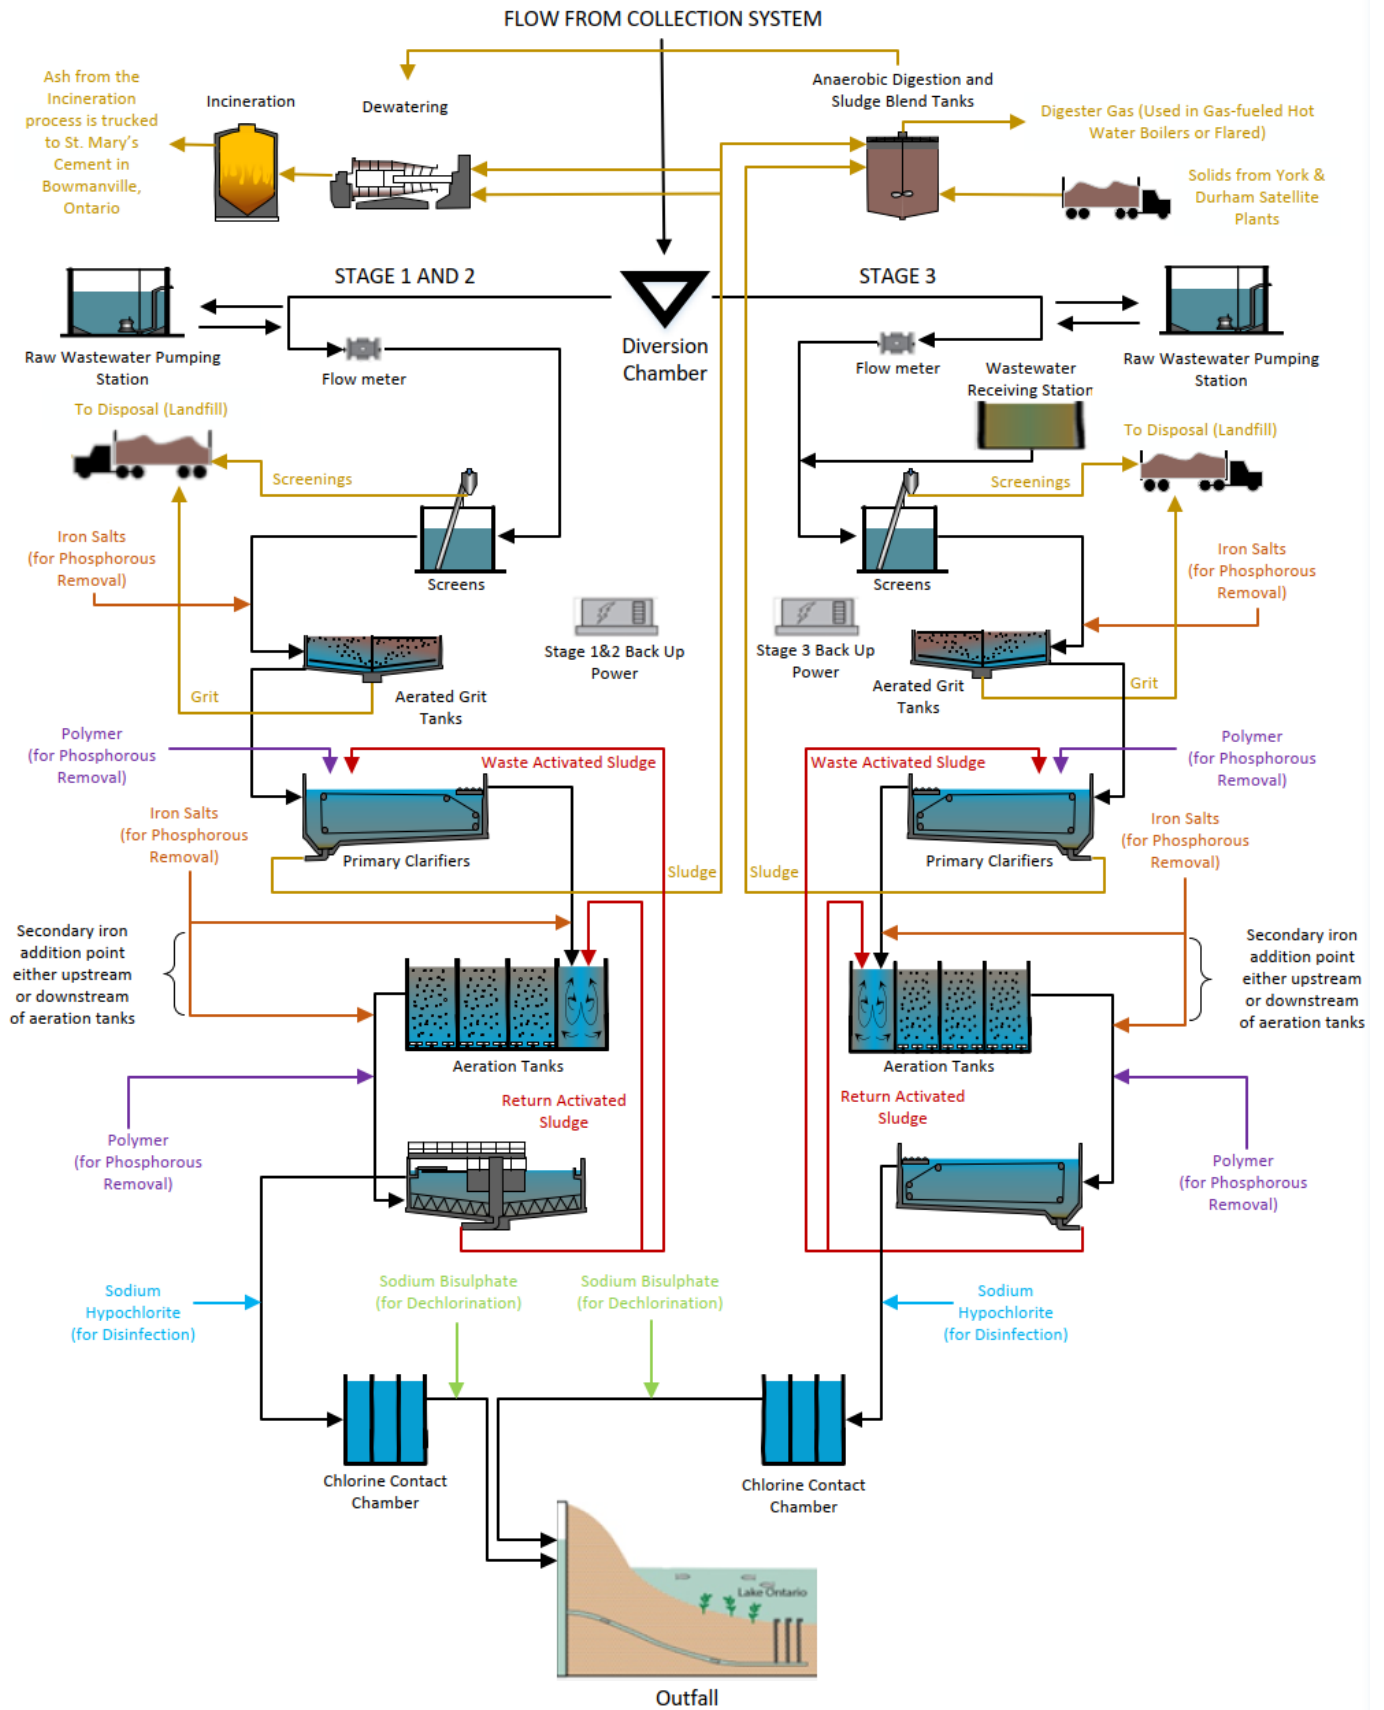 FLOW FROM COLLECTION SYSTEM
Ash from the
Incineration
process is trucked
to St. Mary's
Cement in
Bowmanville,
Ontario
Incineration
Dewatering
Anaerobic Digestion and
Sludge Blend Tanks
Digester Gas (Used in Gas-fueled Hot
Water Boilers or Flared)
Solids from York &
Durham Satellite
Plants
STAGE 1 AND 2
STAGE 3
Diversion
Chamber
Raw Wastewater Pumping
Station
Flow meter
Flow meter
Wastewater
Receiving Station
Raw Wastewater Pumping
Station
To Disposal (Landfill)
To Disposal (Landfill)
Screenings
Screenings
Iron Salts
(for Phosphorous
Removal)
Screens
Screens
Iron Salts
(for Phosphorous
Removal)
Stage 1&2 Back Up
Power
Stage 3 Back Up
Power
Grit
Aerated Grit
Tanks
Aerated Grit
Tanks
Grit
Polymer
(for Phosphorous
Removal)
Waste Activated Sludge
Waste Activated Sludge
Polymer
(for Phosphorous
Removal)
Iron Salts
(for Phosphorous
Removal)
Primary Clarifiers
Sludge
Sludge
Primary Clarifiers
Iron Salts
(for Phosphorous
Removal)
Secondary iron
addition point
either upstream
or downstream
of aeration tanks
Secondary iron
addition point
either upstream
or downstream
of aeration tanks
Aeration Tanks
Aeration Tanks
Return Activated
Sludge
Return Activated
Sludge
Polymer
(for Phosphorous
Removal)
Polymer
(for Phosphorous
Removal)
Sodium
Hypochlorite
(for Disinfection)
Sodium Bisulphate
(for Dechlorination)
Sodium Bisulphate
(for Dechlorination)
Sodium
Hypochlorite
(for Disinfection)
Chlorine Contact
Chamber
Chlorine Contact
Chamber
Lake Ontario
Outfall